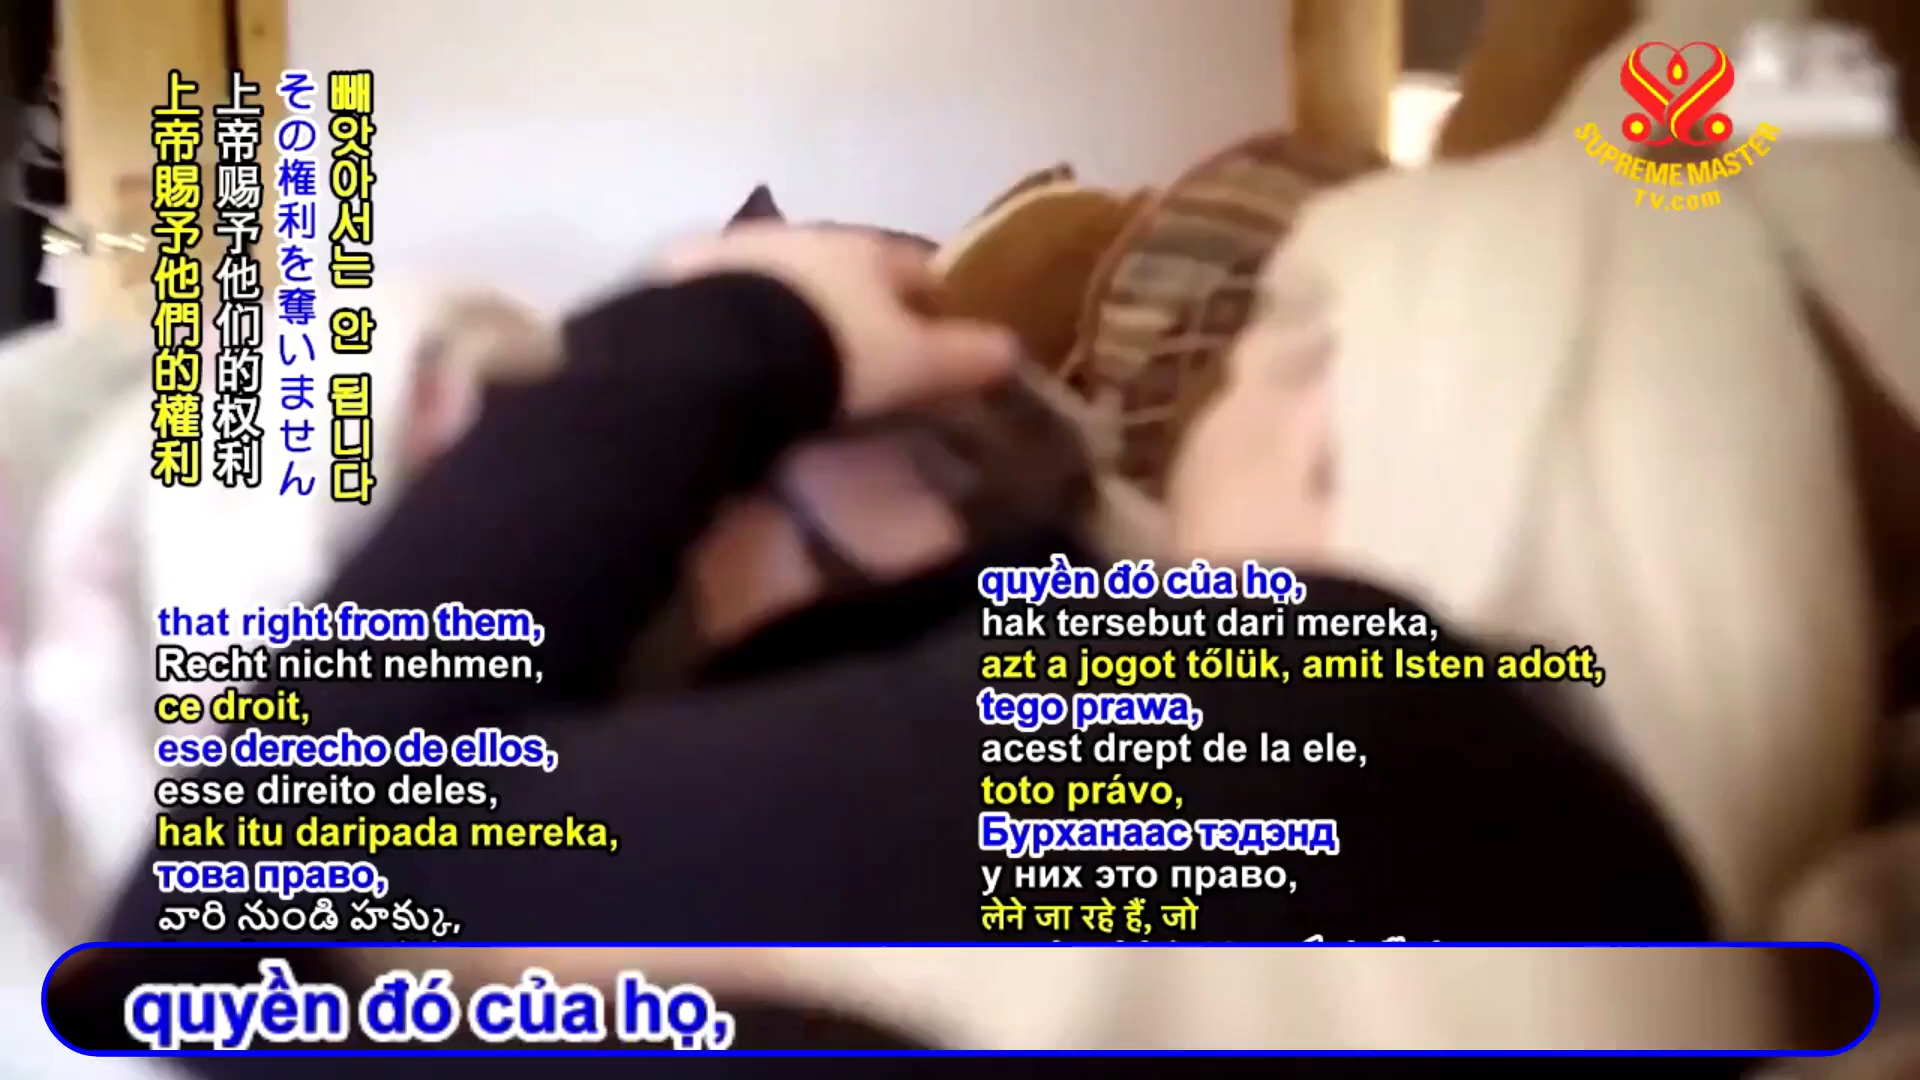 빼앗아서는 안 됩니다
その権利を奪いません
上帝赐予他们的权利
上帝賜予他們的權利
SUPREME MASTER
TV.com
that right from them,
Recht nicht nehmen,
ce droit,
ese derecho de ellos,
esse direito deles,
hak itu daripada mereka,
това право,
వారి నుండి హక్కు,
quyền đó của họ,
hak tersebut dari mereka,
azt a jogot tőlük, amit Isten adott,
tego prawa,
acest drept de la ele,
toto právo,
Бурханаас тэдэнд
у них это право,
लेने जा रहे हैं, जो
quyền đó của họ,